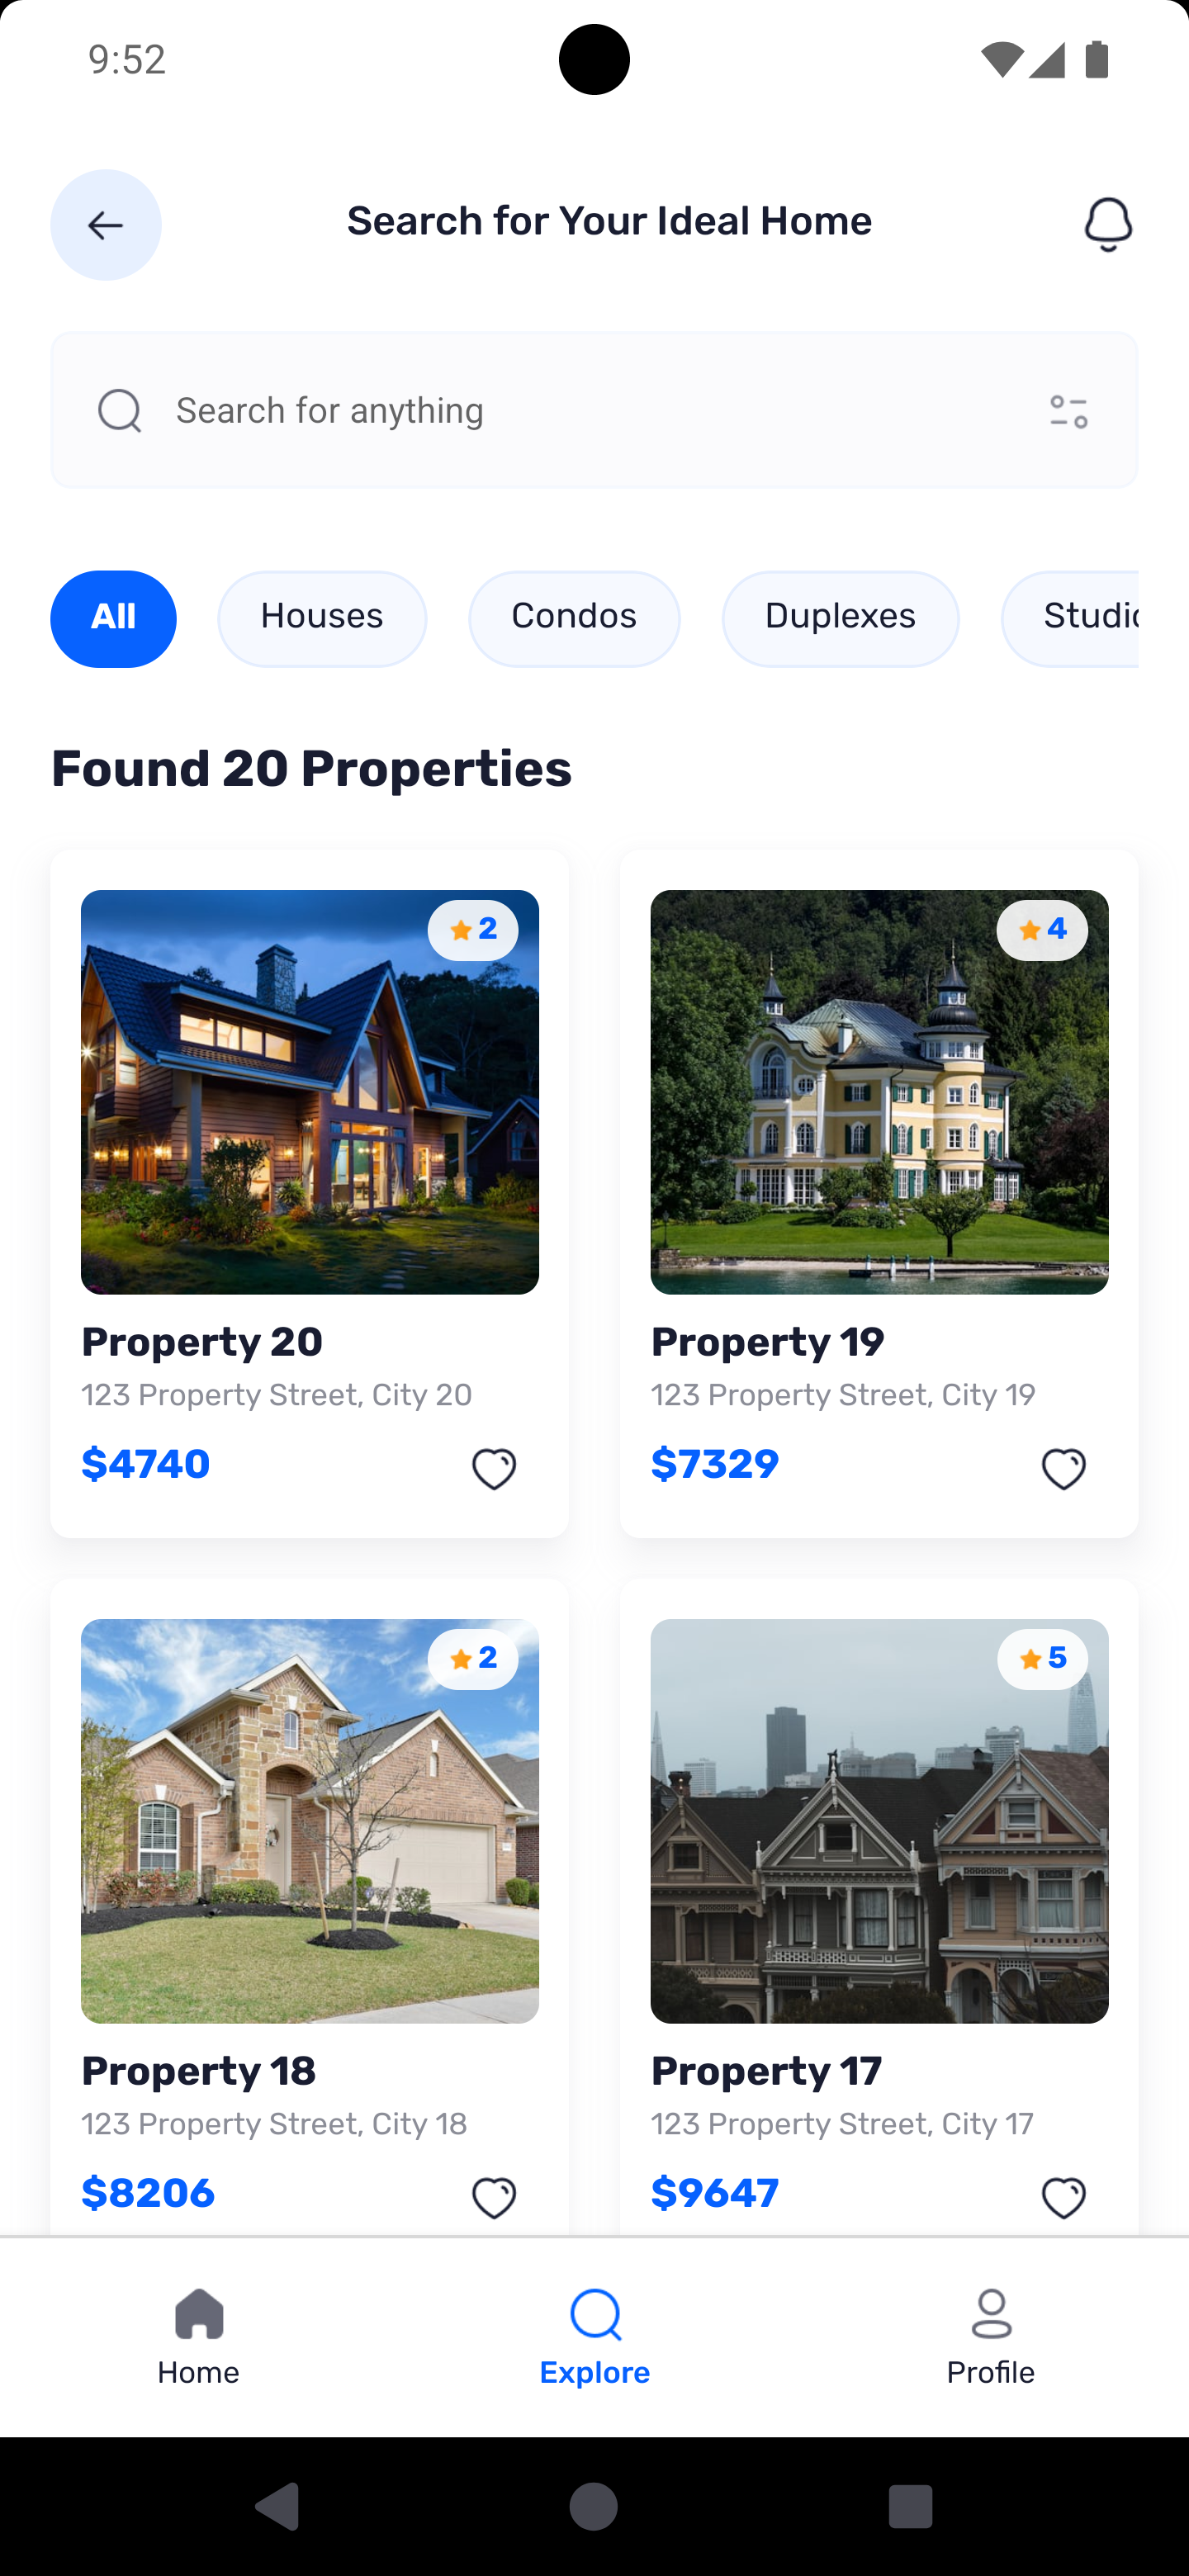 9:52
Search for Your Ideal Home
Search for anything
All
Houses
Condos
Duplexes
Found 20 Properties
2
4
Property 20
123 Property Street, City 20
$4740
Property 19
123 Property Street, City 19
$7329
2
5
Property 18
123 Property Street, City 18
$8206
Property 17
123 Property Street, City 17
$9647
Home
Explore
Profile